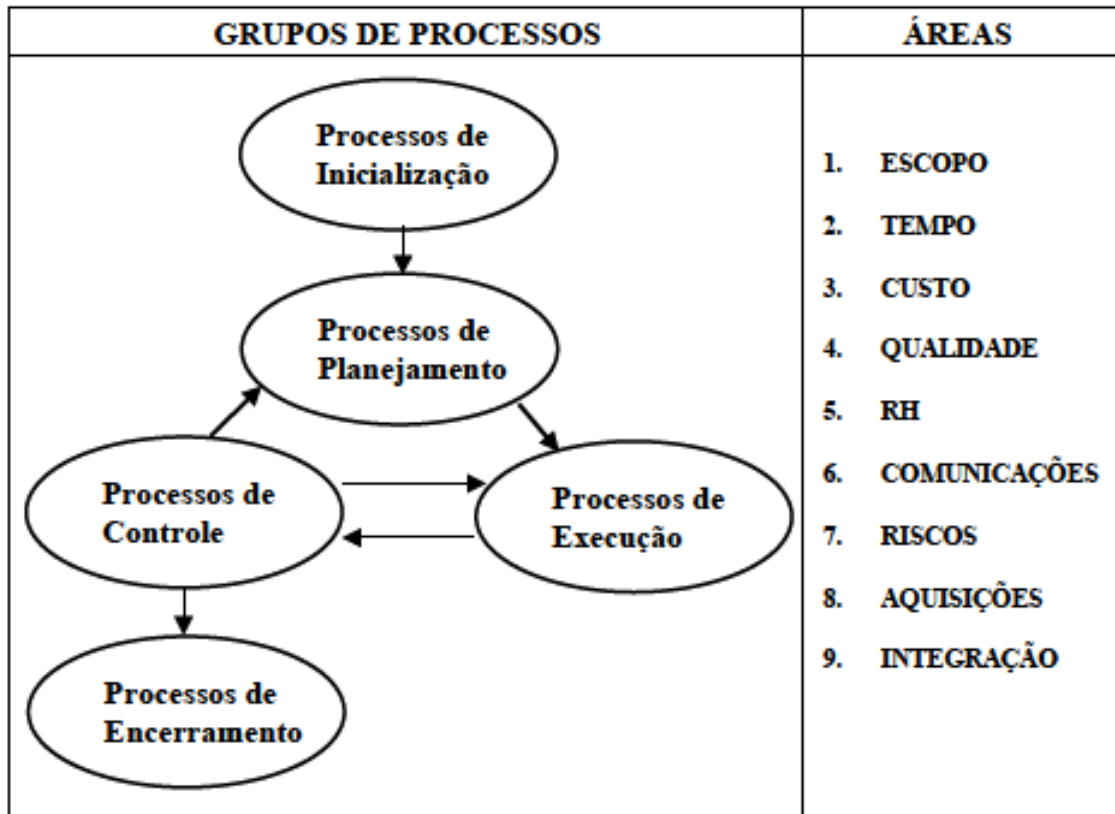 GRUPOS DE PROCESSOS
ÁREAS
Processos de
Inicialização
Processos de
Planejamento
Processos de
Controle
Processos de
Execução
Processos de
Encerramento
1. ESCOPO
2. TEMPO
3. CUSTO
4. QUALIDADE
5. RH
6. COMUNICAÇÕES
7. RISCOS
8. AQUISIÇÕES
9. INTEGRAÇÃO